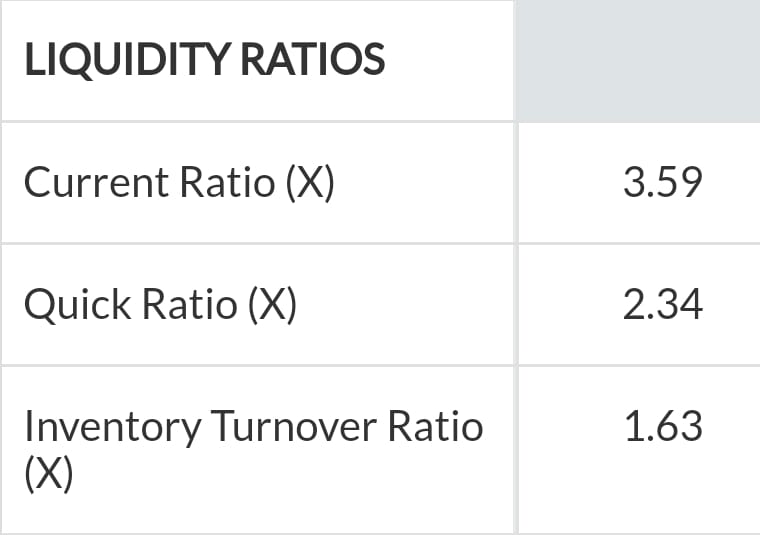 LIQUIDITY RATIOS
Current Ratio (X) 3.59
Quick Ratio (X) 2.34
Inventory Turnover Ratio 1.63
(X)